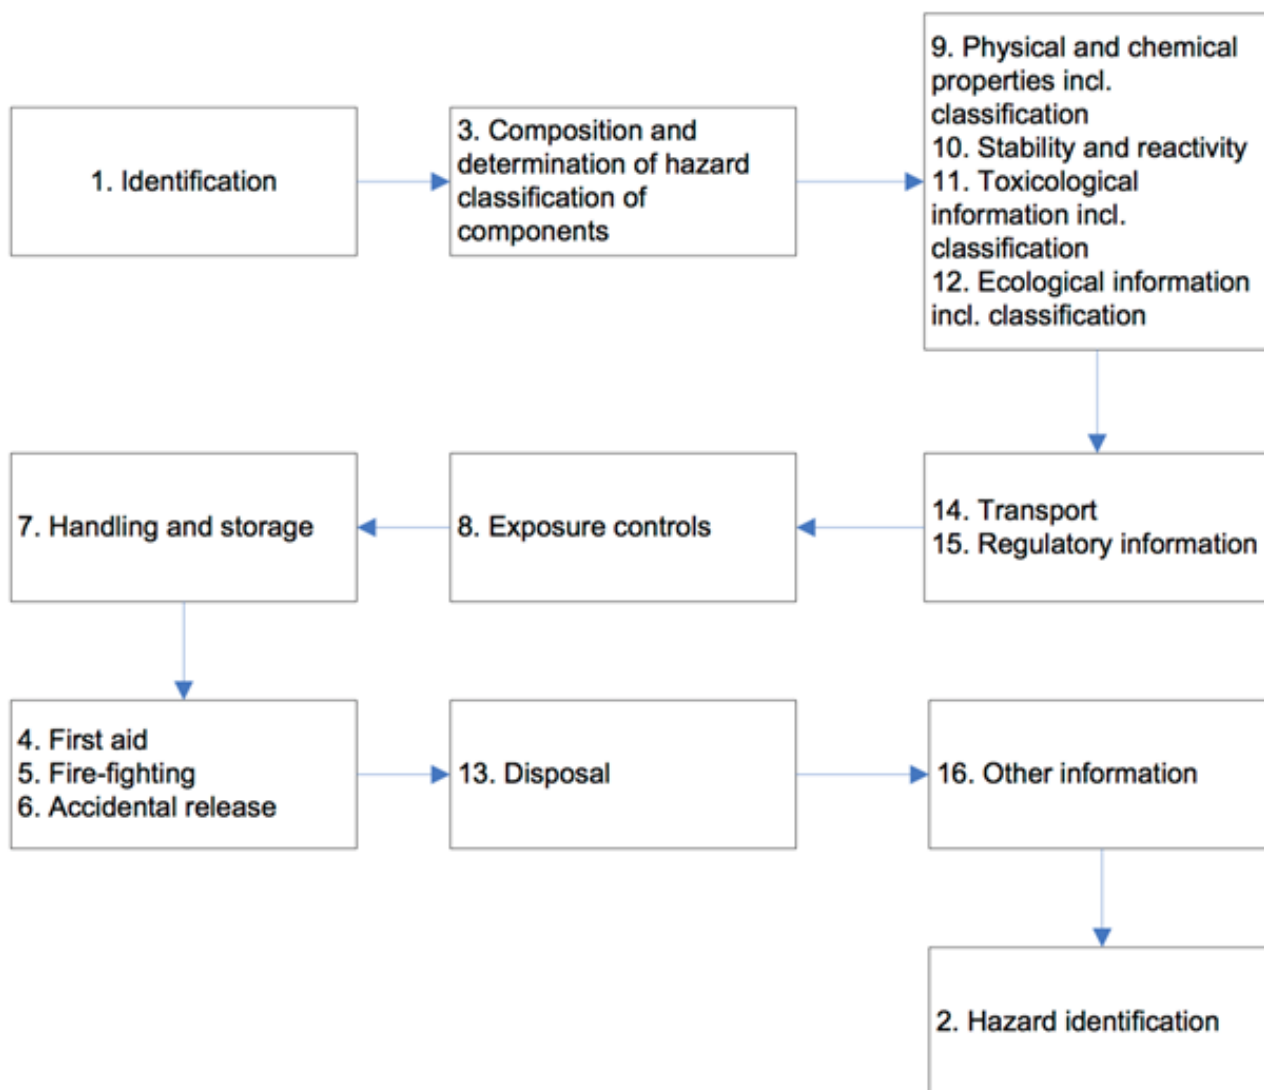 1. Identification
3. Composition and
determination of hazard
classification of
components
9. Physical and chemical
properties incl.
classification
10. Stability and reactivity
11. Toxicological
information incl.
classification
12. Ecological information
incl. classification
7. Handling and storage
8. Exposure controls
14. Transport
15. Regulatory information
4. First aid
5. Fire-fighting
6. Accidental release
13. Disposal
16. Other information
2. Hazard identification